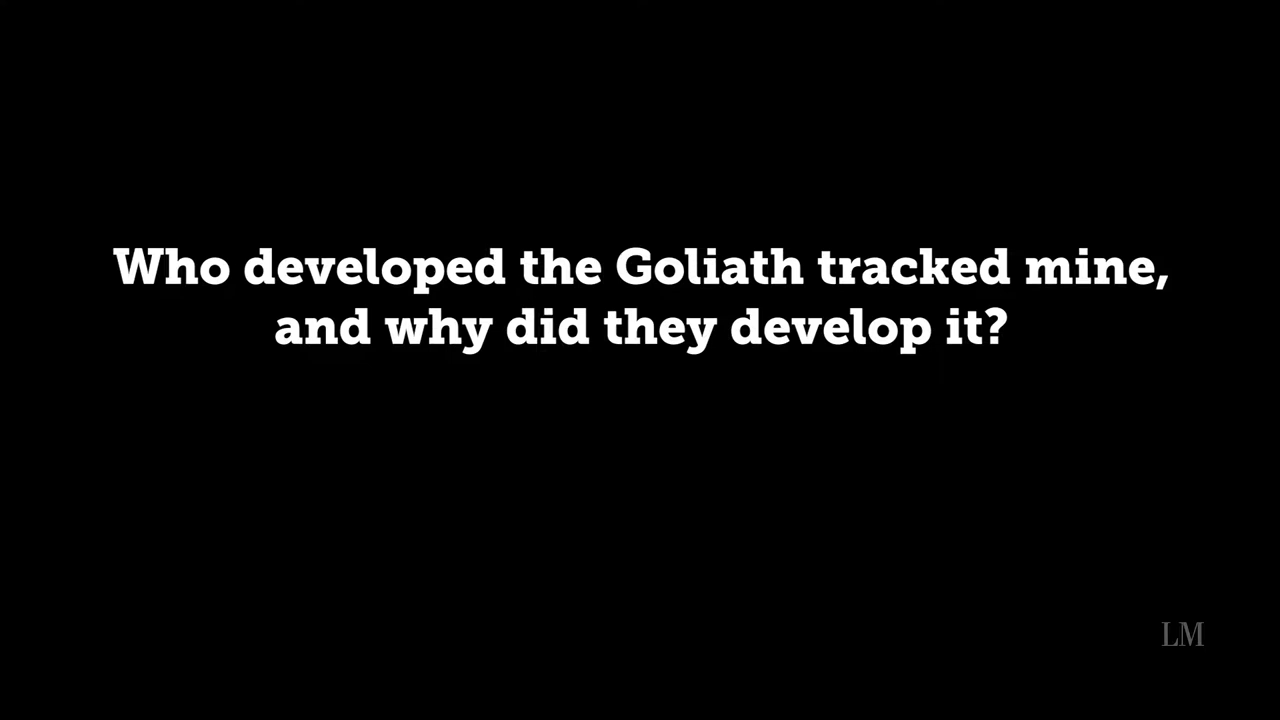 Who developed the Goliath tracked mine,
and why did they develop it?
LM